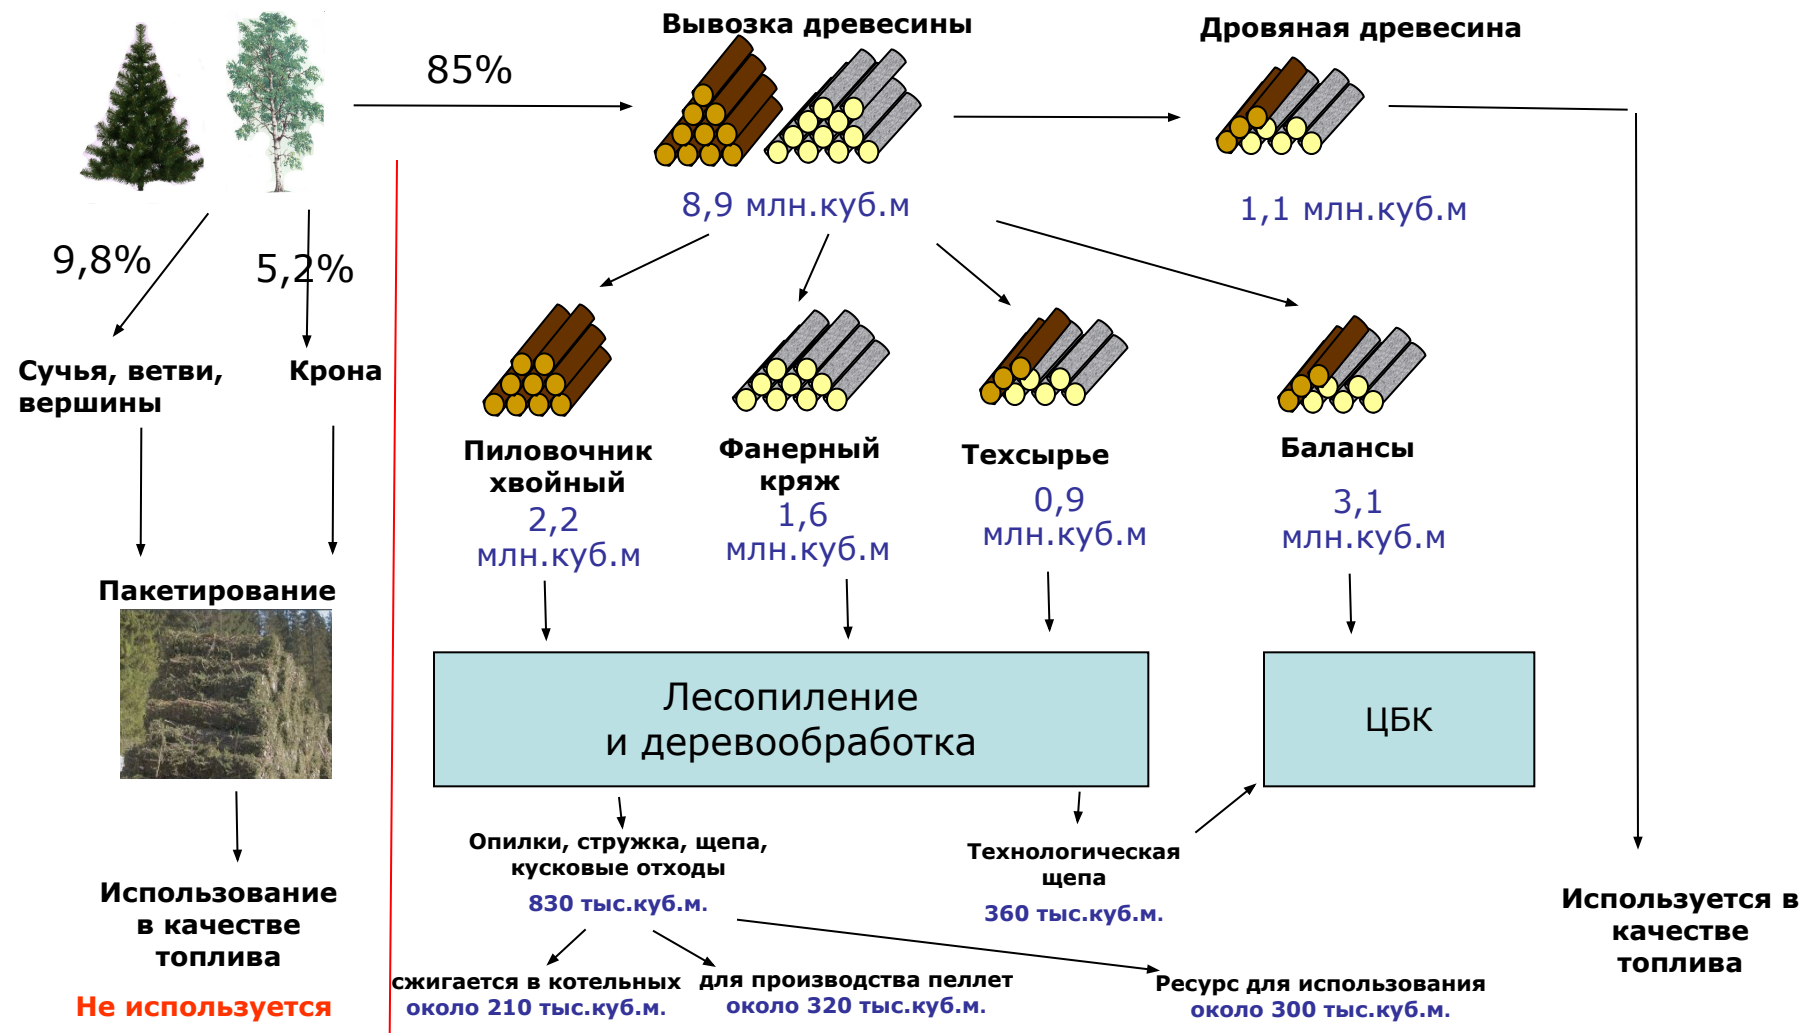 Вывозка древесины
Дровяная древесина
85%
8,9 млн.куб.м
1,1 млн.куб.м
9,8%
5,2%
Сучья, ветви,
вершины
Крона
Пиловочник
хвойный
2,2
млн.куб.м
Фанерный
кряж
1,6
млн.куб.м
Техсырье
0,9
млн.куб.м
Балансы
3,1
млн.куб.м
Пакетирование
Лесопиление
и деревообработка
ЦБК
Опилки, стружка, щепа,
кусковые отходы
830 тыс.куб.м.
Технологическая
щепа
360 тыс.куб.м.
Использование
в качестве
топлива
Не используется
сжигается в котельных
около 210 тыс.куб.м.
для производства пеллет
около 320 тыс.куб.м.
Ресурс для использования
около 300 тыс.куб.м.
Используется в
качестве
топлива